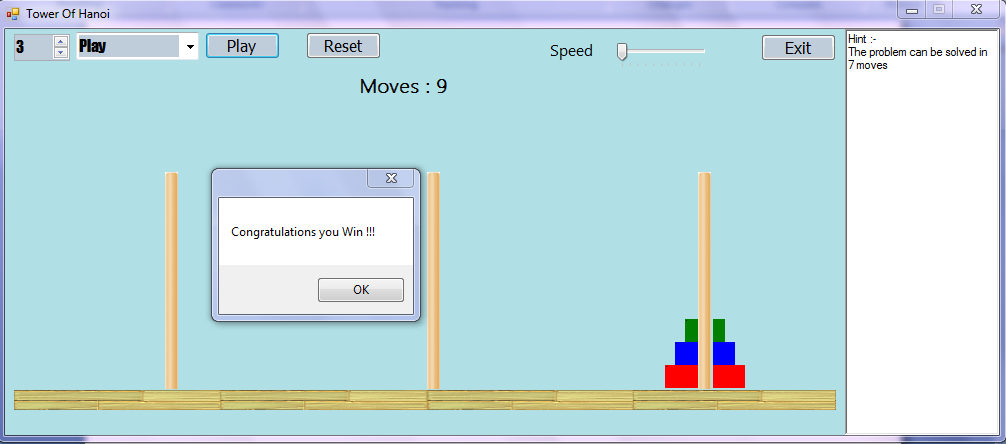 Tower Of Hanoi
3
Play
Play
Reset
Speed
Exit
Hint :-
The problem can be solved in
7 moves
Moves : 9
Congratulations you Win !!!
OK